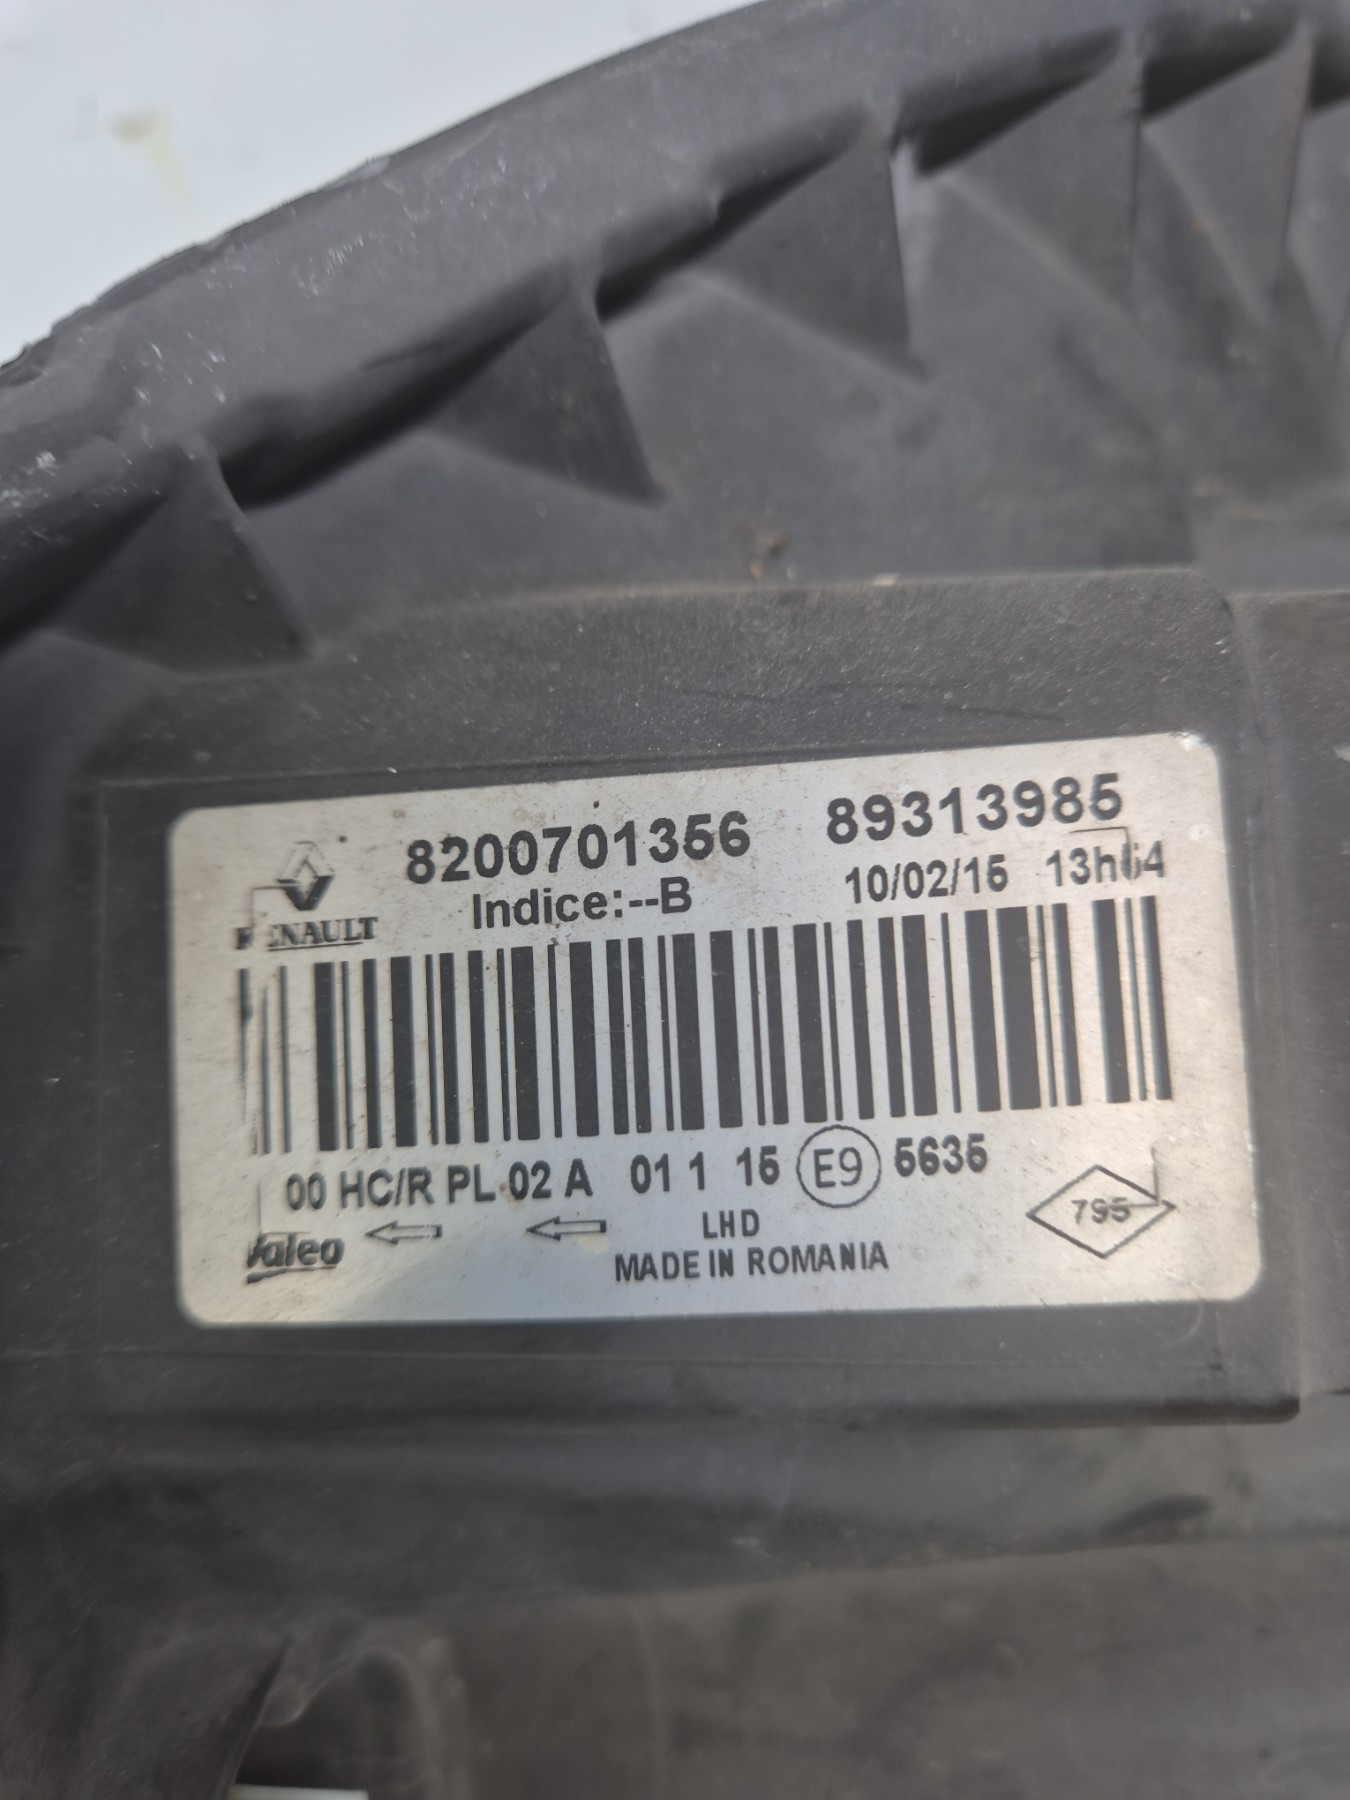 8200701356 89313985
Indice:--B 10/02/15 13h54
RENAULT
00 HC/R PL 02 A 01 1 15 E9 5635
Valeo LHD 795
MADE IN ROMANIA